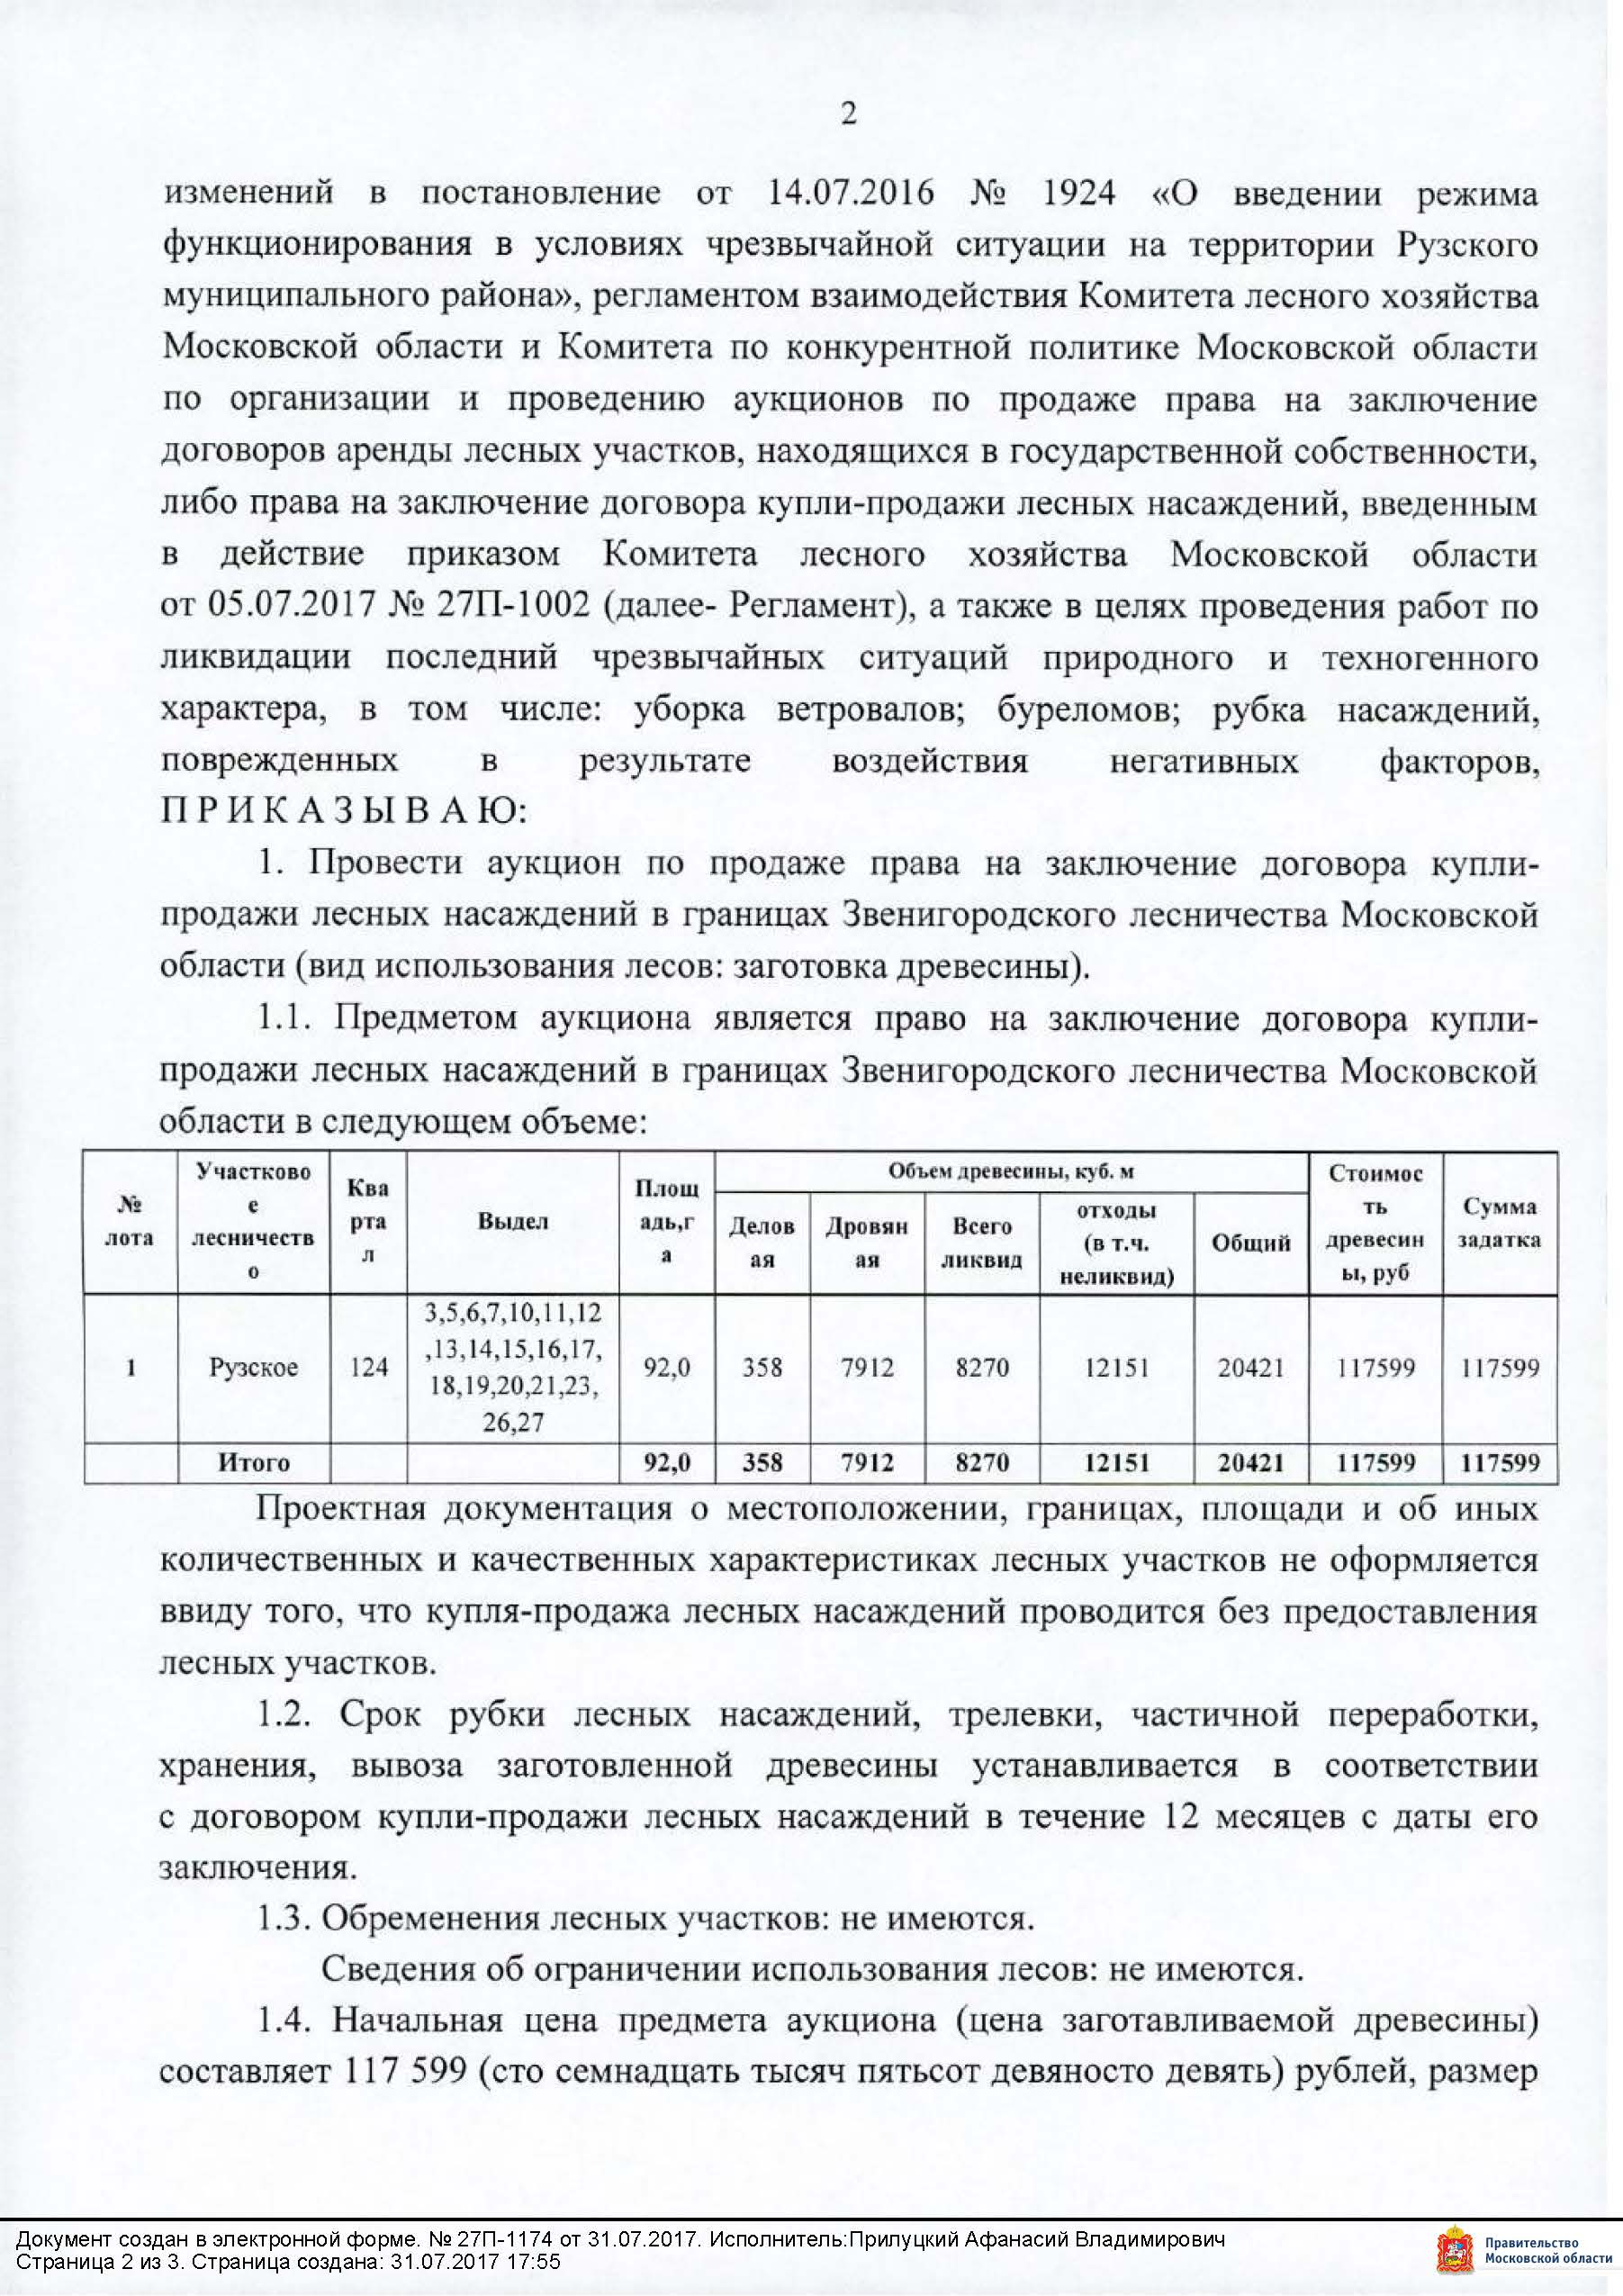 2
изменений в постановление от 14.07.2016 № 1924 «О введении режима
функционирования в условиях чрезвычайной ситуации на территории Рузского
муниципального района», регламентом взаимодействия Комитета лесного хозяйства
Московской области и Комитета по конкурентной политике Московской области
по организации и проведению аукционов по продаже права на заключение
договоров аренды лесных участков, находящихся в государственной собственности,
либо права на заключение договора купли-продажи лесных насаждений, введенным
в действие приказом Комитета лесного хозяйства Московской области
от 05.07.2017 № 27П-1002 (далее- Регламент), а также в целях проведения работ по
ликвидации последний чрезвычайных ситуаций природного и техногенного
характера, в том числе: уборка ветровалов; буреломов; рубка насаждений,
поврежденных в результате воздействия негативных факторов,
П Р И К А З Ы В А Ю:
1. Провести аукцион по продаже права на заключение договора купли-
продажи лесных насаждений в границах Звенигородского лесничества Московской
области (вид использования лесов: заготовка древесины).
1.1. Предметом аукциона является право на заключение договора купли-
продажи лесных насаждений в границах Звенигородского лесничества Московской
области в следующем объеме:
№
лота
Участково
е
лесничеств
о
Ква
рта
л
Выдел
Площ
адь,г
а
Объем древесины, куб. м
Делов
ая
Дровян
ая
Всего
ликвид
отходы
(в т.ч.
неликвид)
Общий
Стоимос
ть
древесин
ы, руб
Сумма
задатка
1
Рузское
124
3,5,6,7,10,11,12
,13,14,15,16,17,
18,19,20,21,23,
26,27
92,0
358
7912
8270
12151
20421
117599
117599
Итого
92,0
358
7912
8270
12151
20421
117599
117599
Проектная документация о местоположении, границах, площади и об иных
количественных и качественных характеристиках лесных участков не оформляется
ввиду того, что купля-продажа лесных насаждений проводится без предоставления
лесных участков.
1.2. Срок рубки лесных насаждений, трелевки, частичной переработки,
хранения, вывоза заготовленной древесины устанавливается в соответствии
с договором купли-продажи лесных насаждений в течение 12 месяцев с даты его
заключения.
1.3. Обременения лесных участков: не имеются.
Сведения об ограничении использования лесов: не имеются.
1.4. Начальная цена предмета аукциона (цена заготавливаемой древесины)
составляет 117 599 (сто семнадцать тысяч пятьсот девяносто девять) рублей, размер
Документ создан в электронной форме. № 27П-1174 от 31.07.2017. Исполнитель:Прилуцкий Афанасий Владимирович
Страница 2 из 3. Страница создана: 31.07.2017 17:55
Правительство
Московской области